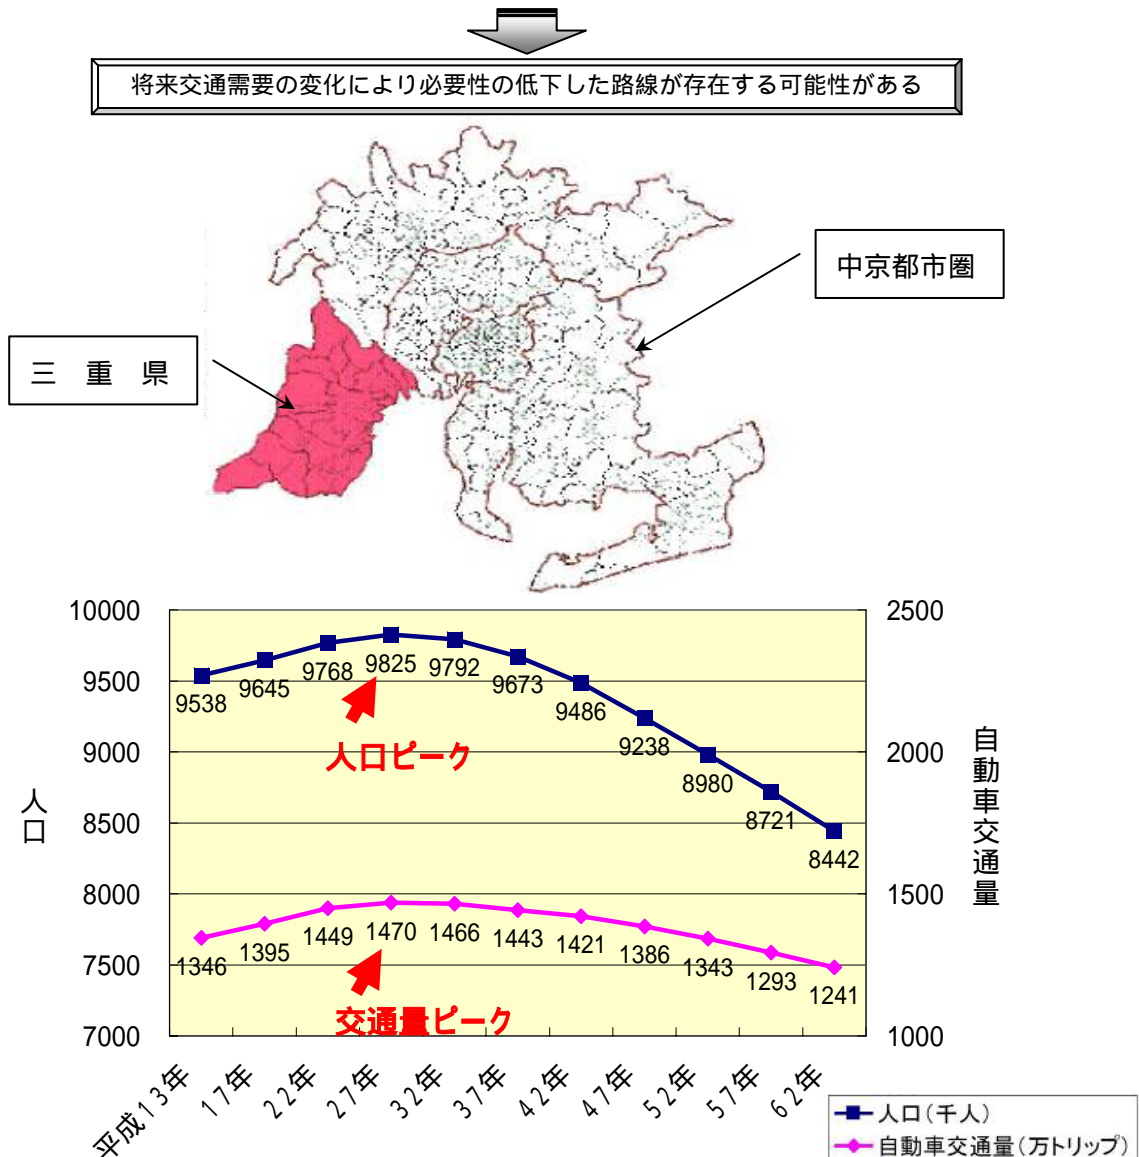 将来交通需要の変化により必要性の低下した路線が存在する可能性がある
中京都市圏
三 重 県
10000
9500
9000
8500
8000
7500
7000
人口
2500
2000
1500
1000
自動車交通量
9538
9645
9768
9825
9792
9673
9486
9238
8980
8721
8442
人口ピーク
1346
1395
1449
1470
1466
1443
1421
1386
1343
1293
1241
交通量ピーク
平成13年
17年
22年
27年
32年
37年
42年
47年
52年
57年
62年
人口(千人)
自動車交通量(万トリップ)